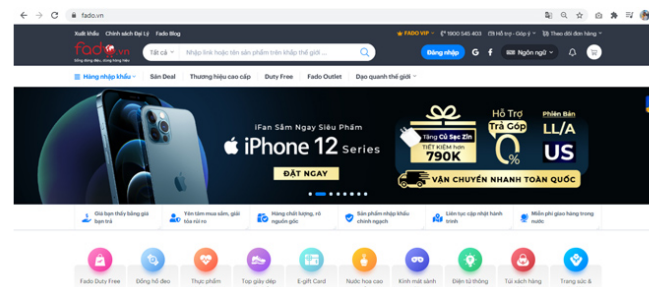 fado.vn
Xuất khẩu Chính sách Đại Lý Fado Blog
FADO VIP 1900 545 403 Hỗ trợ - Góp ý Theo dõi đơn hàng
fado.vn
Tất cả Nhập link hoặc tên sản phẩm trên khắp thế giới ...
Đăng nhập G f Ngôn ngữ
Hàng nhập khẩu Săn Deal Thương hiệu cao cấp Duty Free Fado Outlet Dạo quanh thế giới
iFan Sắm Ngay Siêu Phẩm
iPhone 12 Series
ĐẶT NGAY
Tặng Củ Sạc Zin
TIẾT KIỆM hơn
790K
Hỗ Trợ
Trả Góp
0%
Phiên Bản
LL/A
US
VẬN CHUYỂN NHANH TOÀN QUỐC
Giá bạn thấy bằng giá
bạn trả
Yên tâm mua sắm, giải
tỏa rủi ro
Hàng chất lượng, rõ
nguồn gốc
Sản phẩm nhập khẩu
chính ngạch
Liên tục cập nhật hành
trình
Miễn phí giao hàng trong
nước
Fado Duty Free Đồng hồ đeo Thực phẩm Top giày dép E-gift Card Nước hoa cao Kính mát sành Điện tử thông Túi xách hàng Trang sức &